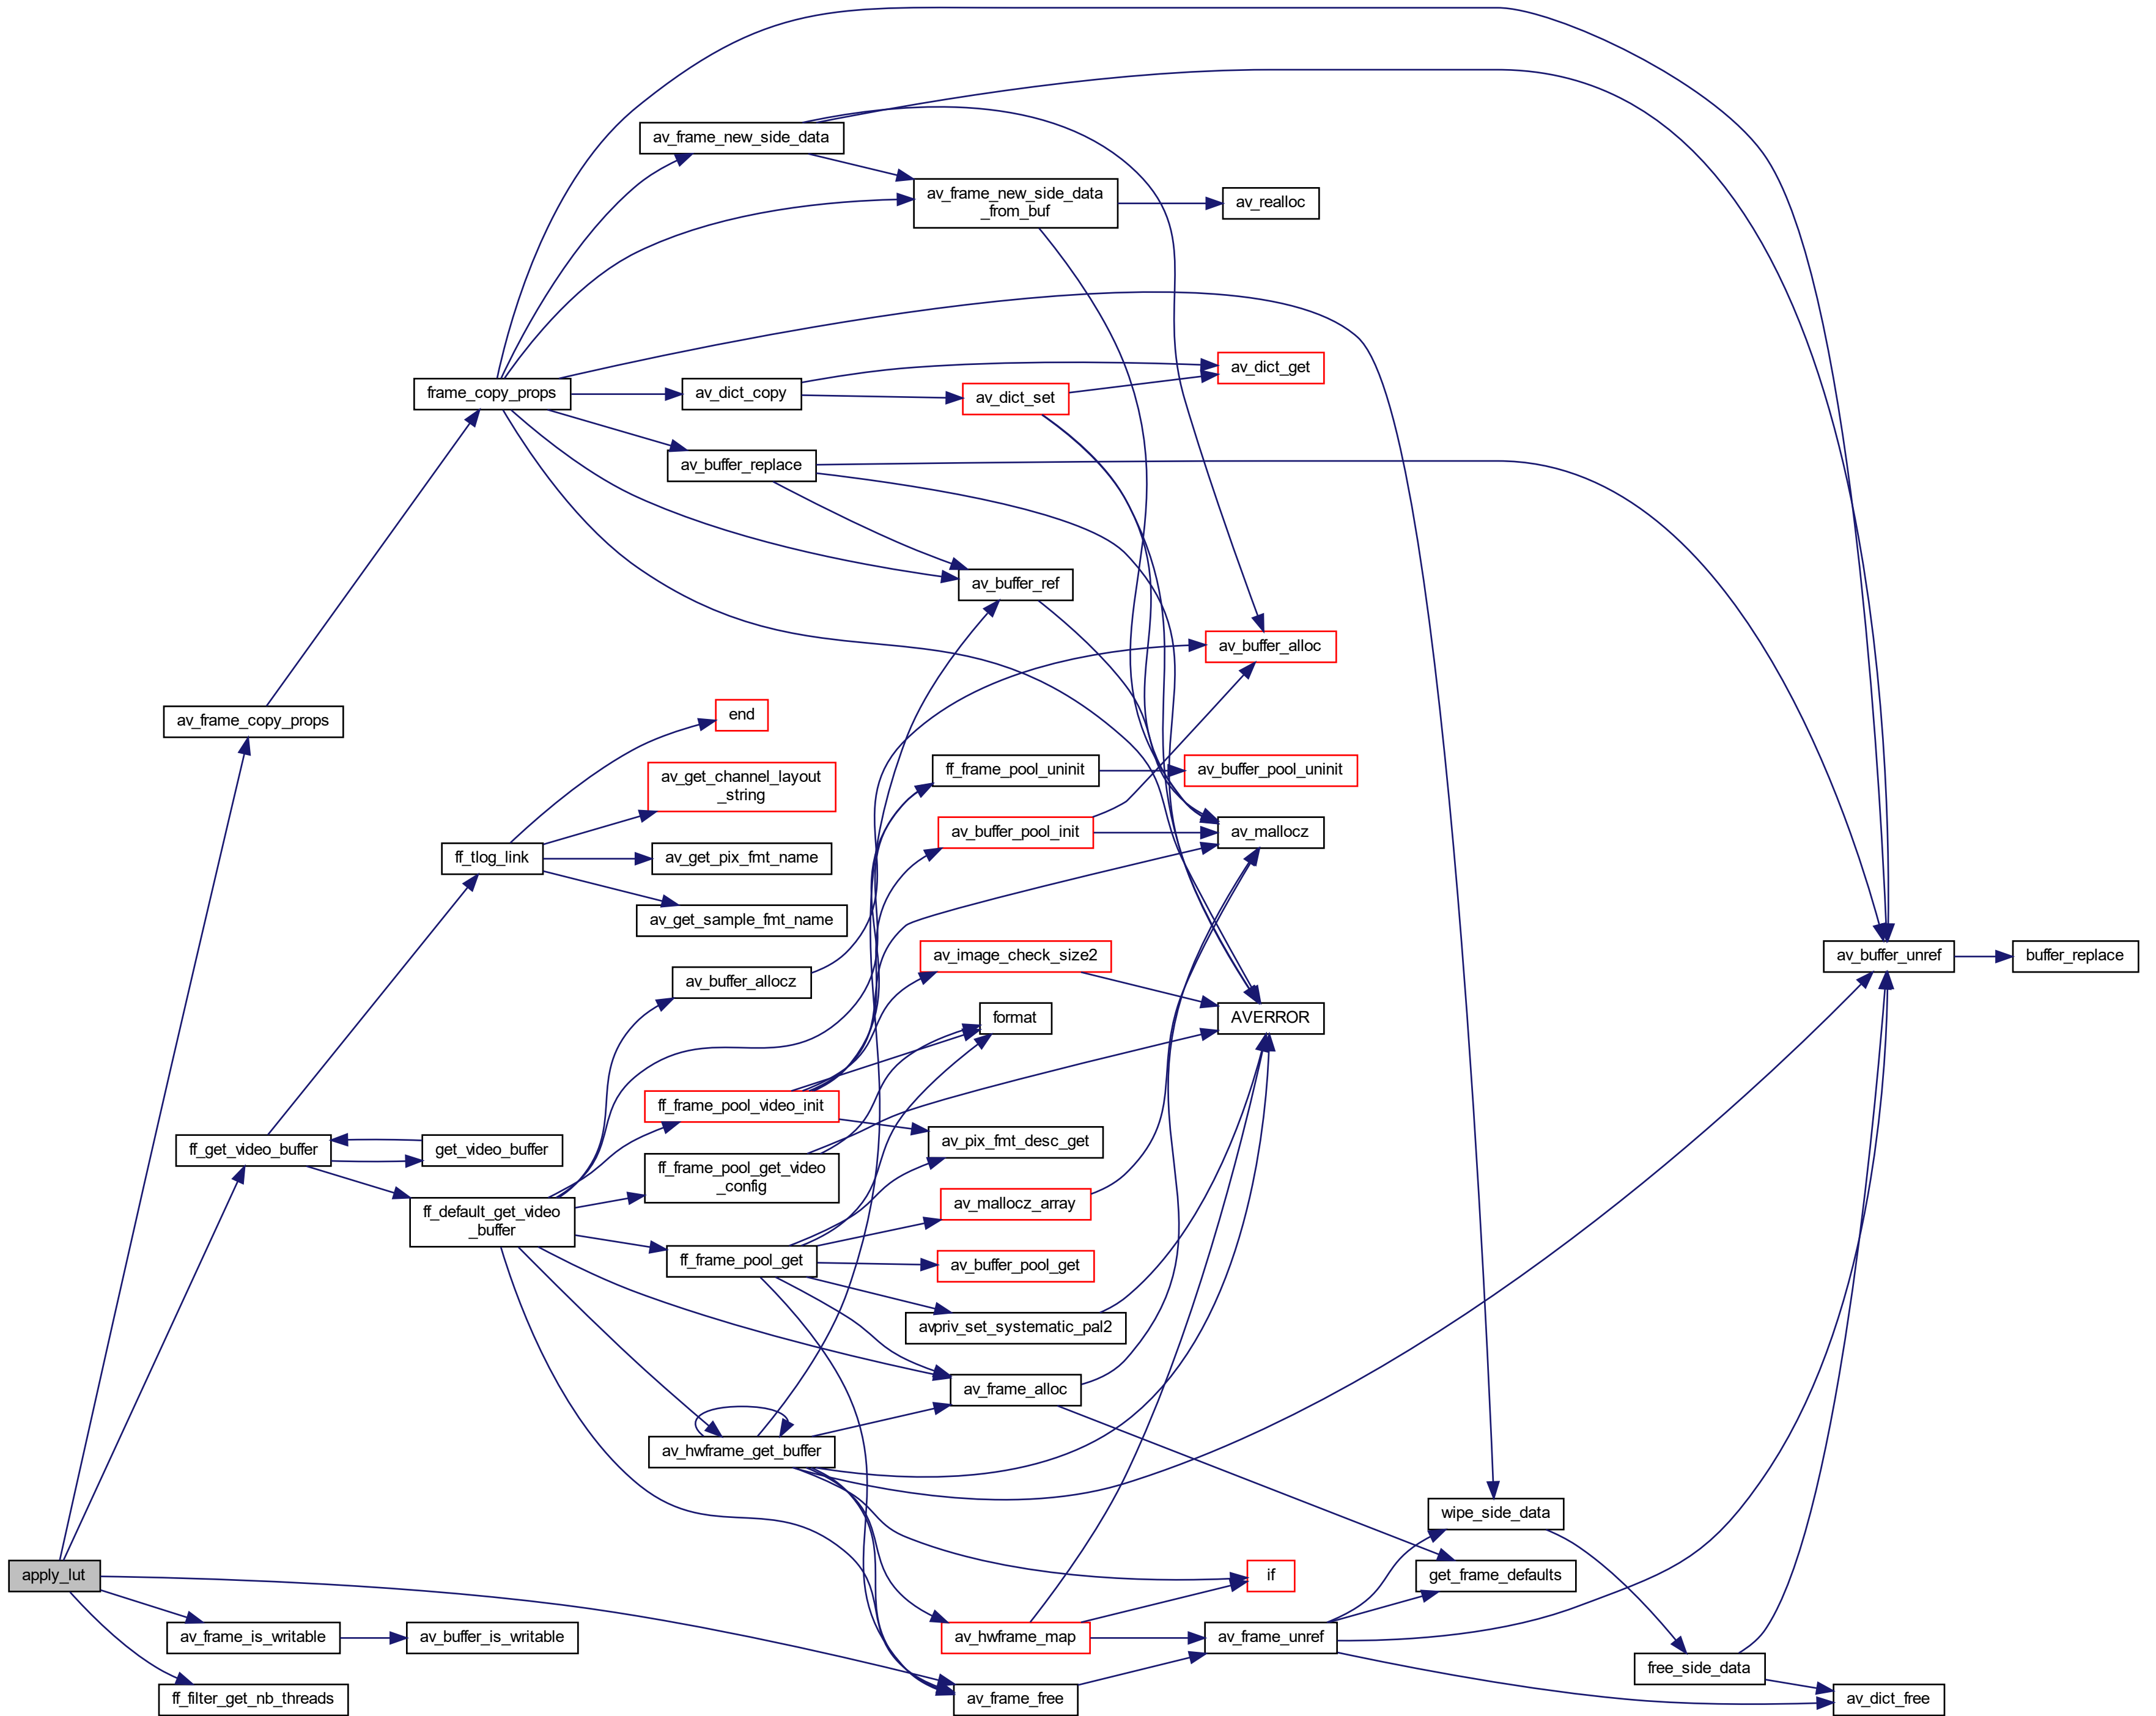 av_frame_new_side_data
av_frame_new_side_data
_from_buf
av_realloc
frame_copy_props
av_dict_copy
av_dict_set
av_dict_get
av_buffer_replace
av_buffer_ref
av_buffer_alloc
av_frame_copy_props
end
av_get_channel_layout
_string
ff_tlog_link
av_get_pix_fmt_name
av_get_sample_fmt_name
ff_frame_pool_uninit
av_buffer_pool_uninit
av_buffer_pool_init
av_mallocz
av_buffer_allocz
av_image_check_size2
av_buffer_unref
buffer_replace
format
AVERROR
ff_frame_pool_video_init
av_pix_fmt_desc_get
ff_get_video_buffer
get_video_buffer
ff_frame_pool_get_video
_config
ff_default_get_video
_buffer
av_mallocz_array
ff_frame_pool_get
av_buffer_pool_get
avpriv_set_systematic_pal2
av_frame_alloc
av_hwframe_get_buffer
wipe_side_data
apply_lut
if
get_frame_defaults
av_frame_is_writable
av_buffer_is_writable
av_hwframe_map
av_frame_unref
free_side_data
ff_filter_get_nb_threads
av_frame_free
av_dict_free